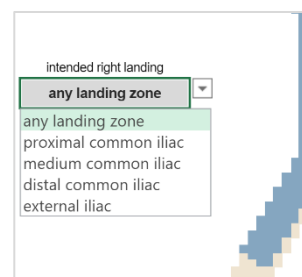 intended right landing
any landing zone
any landing zone
proximal common iliac
medium common iliac
distal common iliac
external iliac